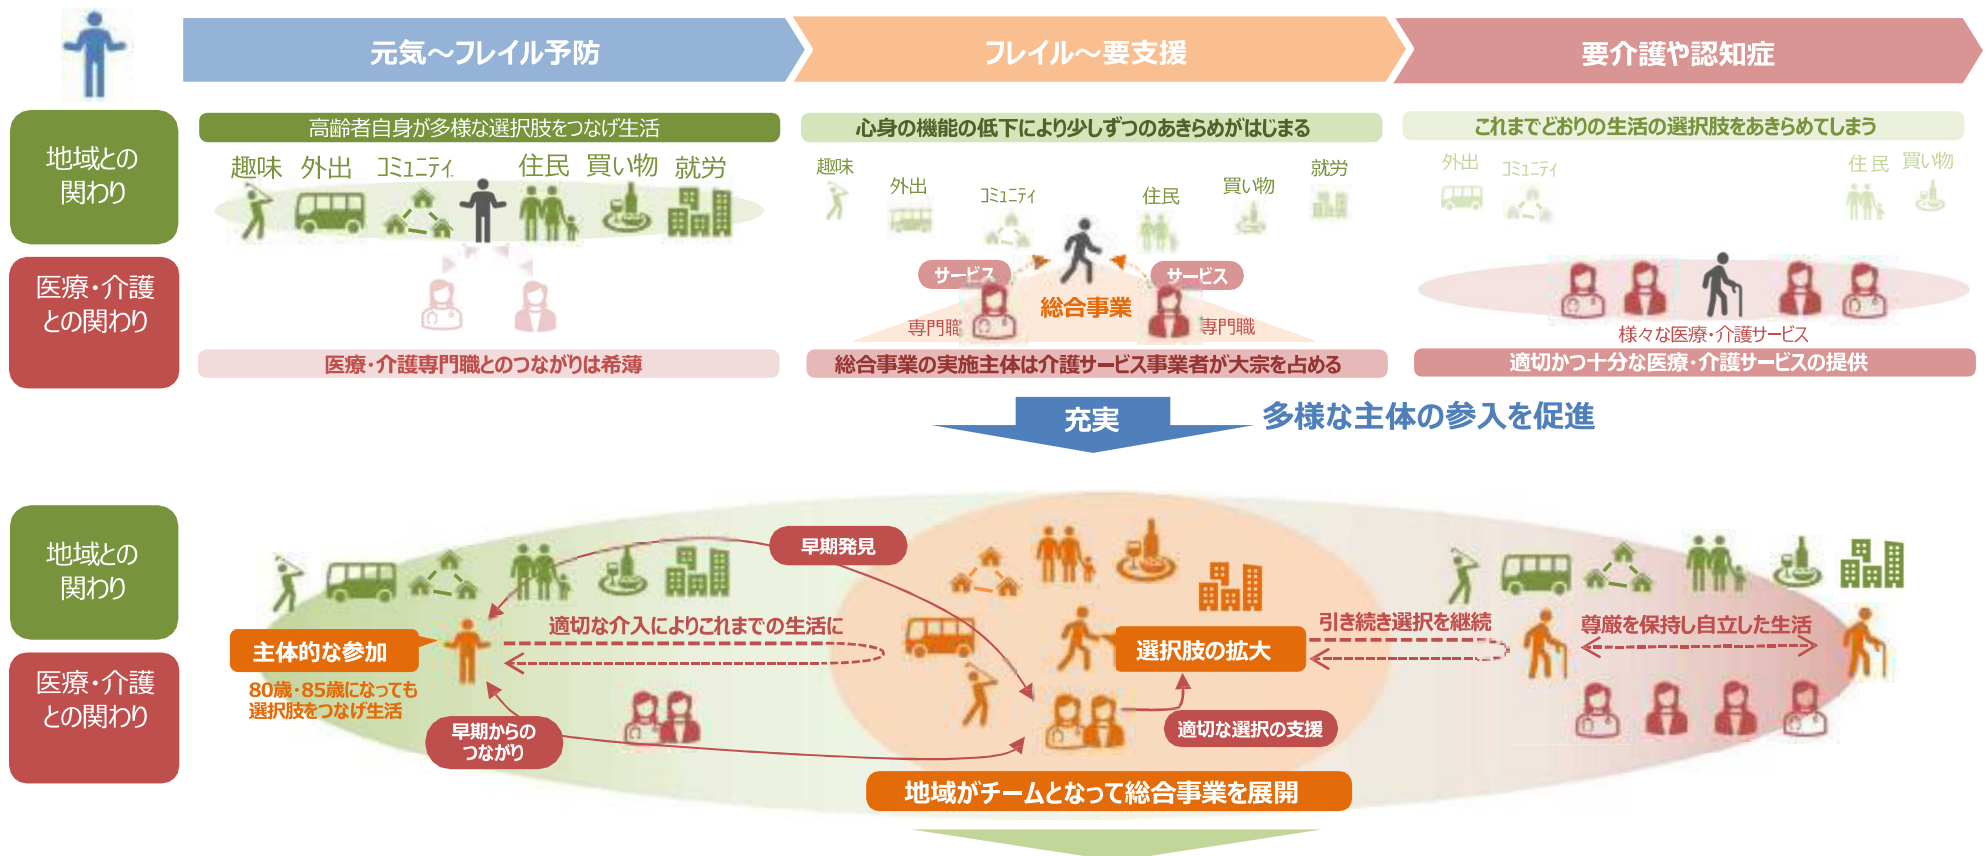 元気～フレイル予防
フレイル～要支援
要介護や認知症
地域との
関わり
高齢者自身が多様な選択肢をつなげ生活
趣味 外出 コミュニティ 住民 買い物 就労
心身の機能の低下により少しずつのあきらめがはじまる
趣味
外出
コミュニティ
住民
買い物
就労
これまでどおりの生活の選択肢をあきらめてしまう
外出
コミュニティ
住民
買い物
医療・介護
との関わり
医療・介護専門職とのつながりは希薄
サービス
サービス
総合事業
専門職
専門職
総合事業の実施主体は介護サービス事業者が大宗を占める
様々な医療・介護サービス
適切かつ十分な医療・介護サービスの提供
充実
多様な主体の参入を促進
地域との
関わり
医療・介護
との関わり
早期発見
主体的な参加
80歳・85歳になっても
選択肢をつなげ生活
適切な介入によりこれまでの生活に
早期からの
つながり
選択肢の拡大
適切な選択の支援
引き続き選択を継続
尊厳を保持し自立した生活
地域がチームとなって総合事業を展開